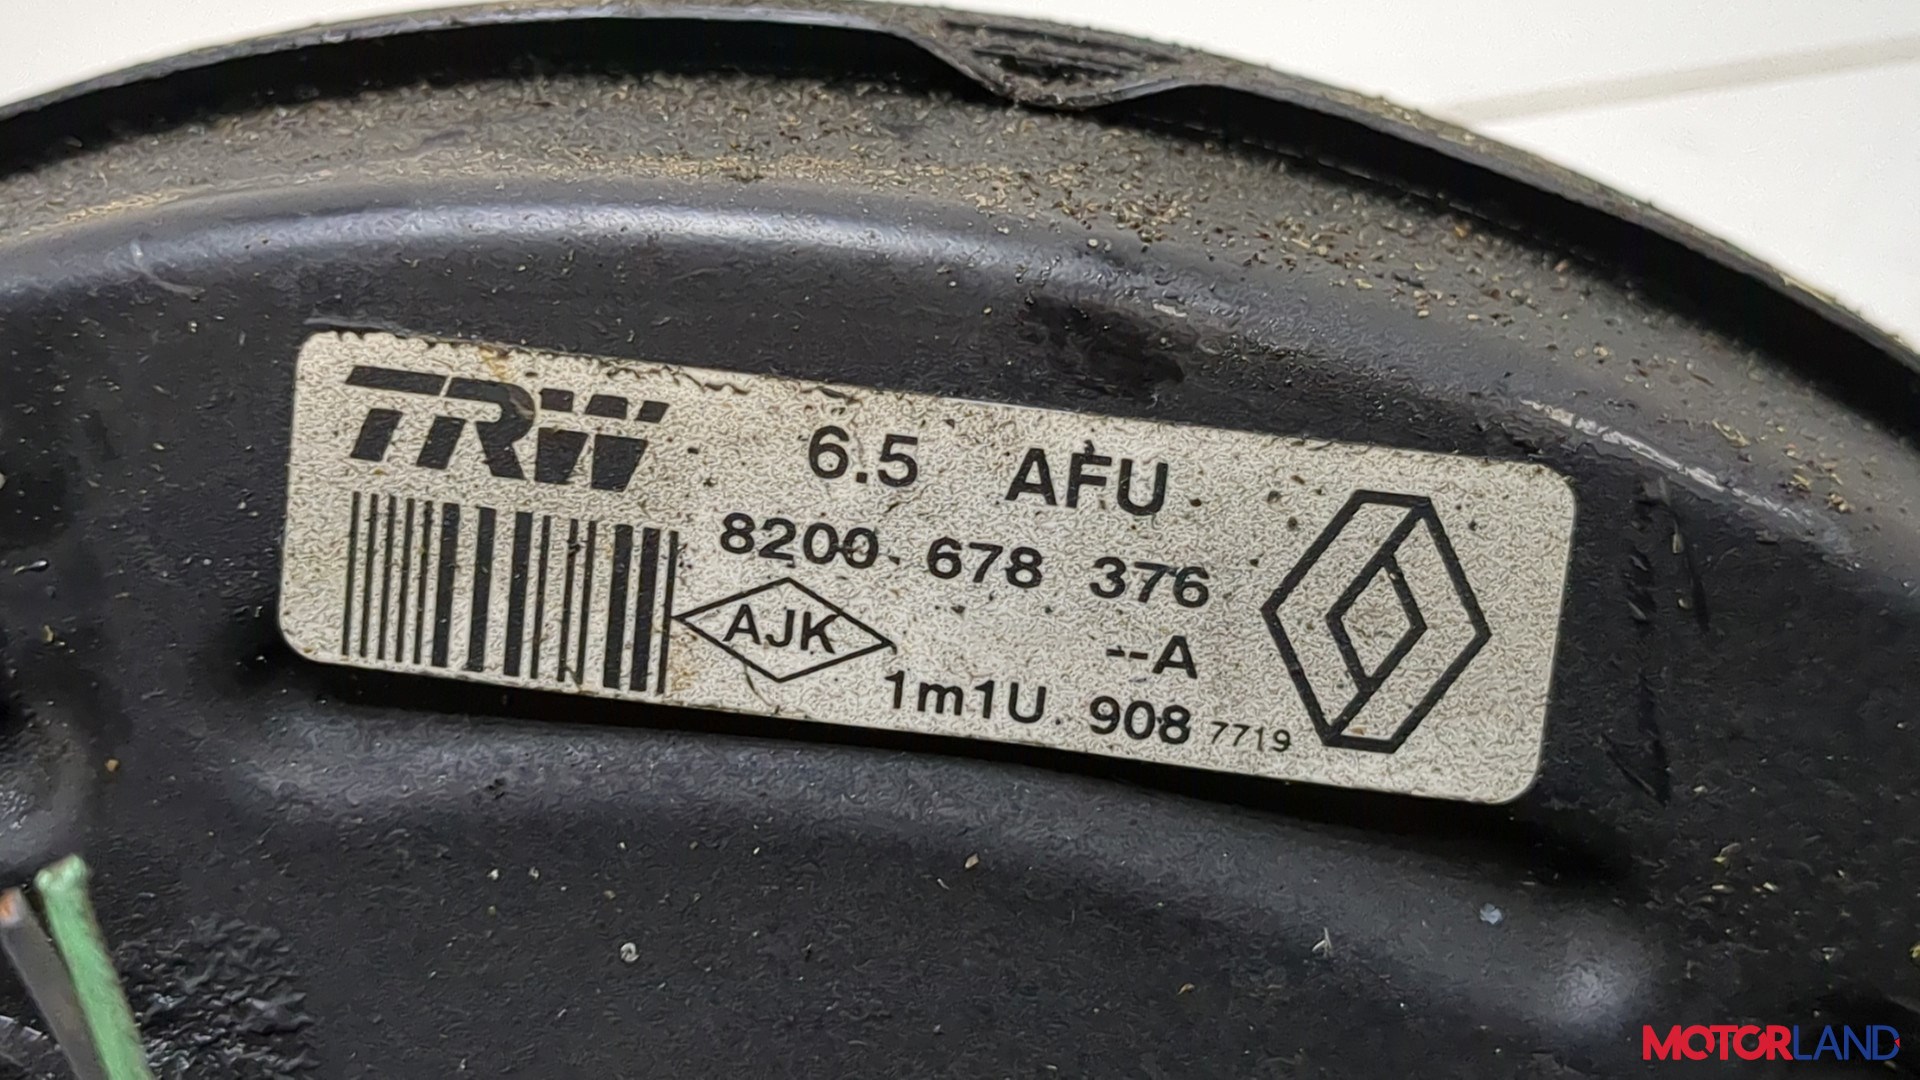 TRW 6.5 AFU
8200 678 376
AJK --A
1m1U 908 7719
MOTORLAND